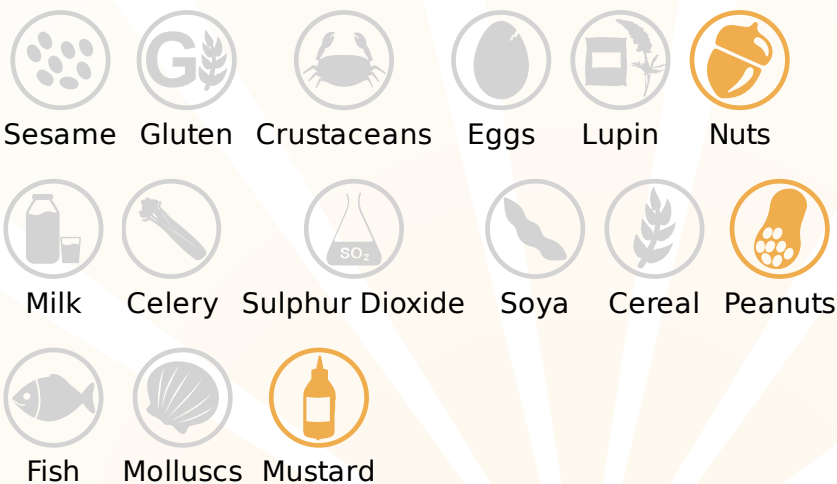 G
Sesame Gluten Crustaceans Eggs Lupin Nuts
SO₂
Milk Celery Sulphur Dioxide Soya Cereal Peanuts
Fish Molluscs Mustard